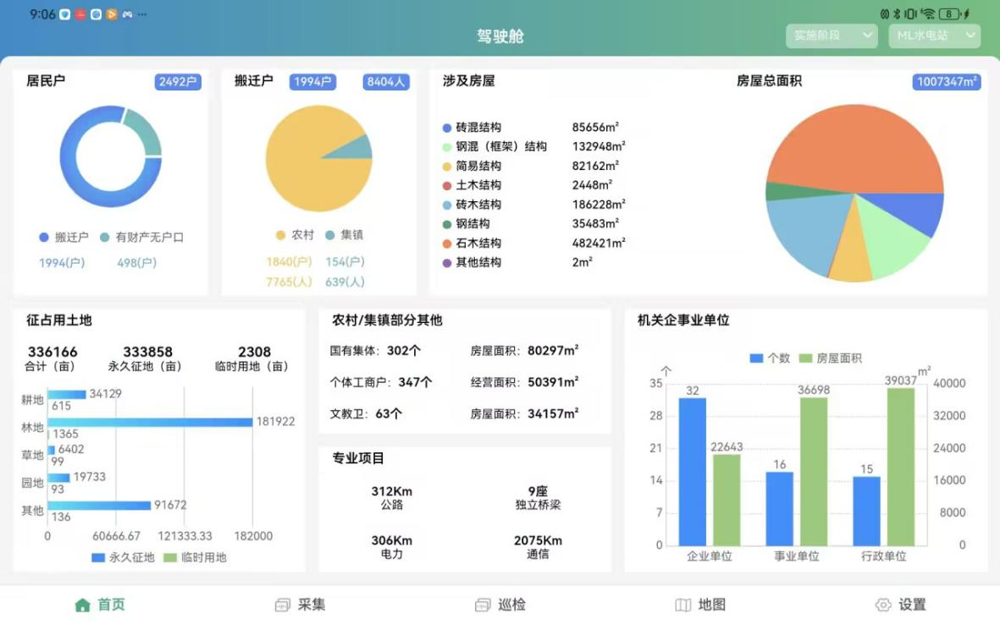 9:06 ··· 8
驾驶舱
实施阶段 ML水电站
居民户 2492户
搬迁户 有财产无户口
1994(户) 498(户)
搬迁户 1994户 8404人
农村 集镇
1840(户) 154(户)
7765(人) 639(人)
涉及房屋 房屋总面积 1007347m²
砖混结构 85656m²
钢混（框架）结构 132948m²
简易结构 82162m²
土木结构 2448m²
砖木结构 186228m²
钢结构 35483m²
石木结构 482421m²
其他结构 2m²
征占用土地
336166 333858 2308
合计（亩） 永久征地（亩） 临时用地（亩）
耕地 34129
615
林地 181922
1365
草地 6402
99
园地 19733
93
其他 91672
136
0 60666.67 121333.33 182000
永久征地 临时用地
农村/集镇部分其他
国有集体：302个 房屋面积：80297m²
个体工商户：347个 经营面积：50391m²
文教卫：63个 房屋面积：34157m²
专业项目
312Km 9座
公路 独立桥梁
306Km 2075Km
电力 通信
机关企事业单位
个数 房屋面积
个 m²
35 32 36698 39037 40000
28 32000
21 22643 24000
14 16 15 16000
7 8000
0 0
企业单位 事业单位 行政单位
首页 采集 巡检 地图 设置